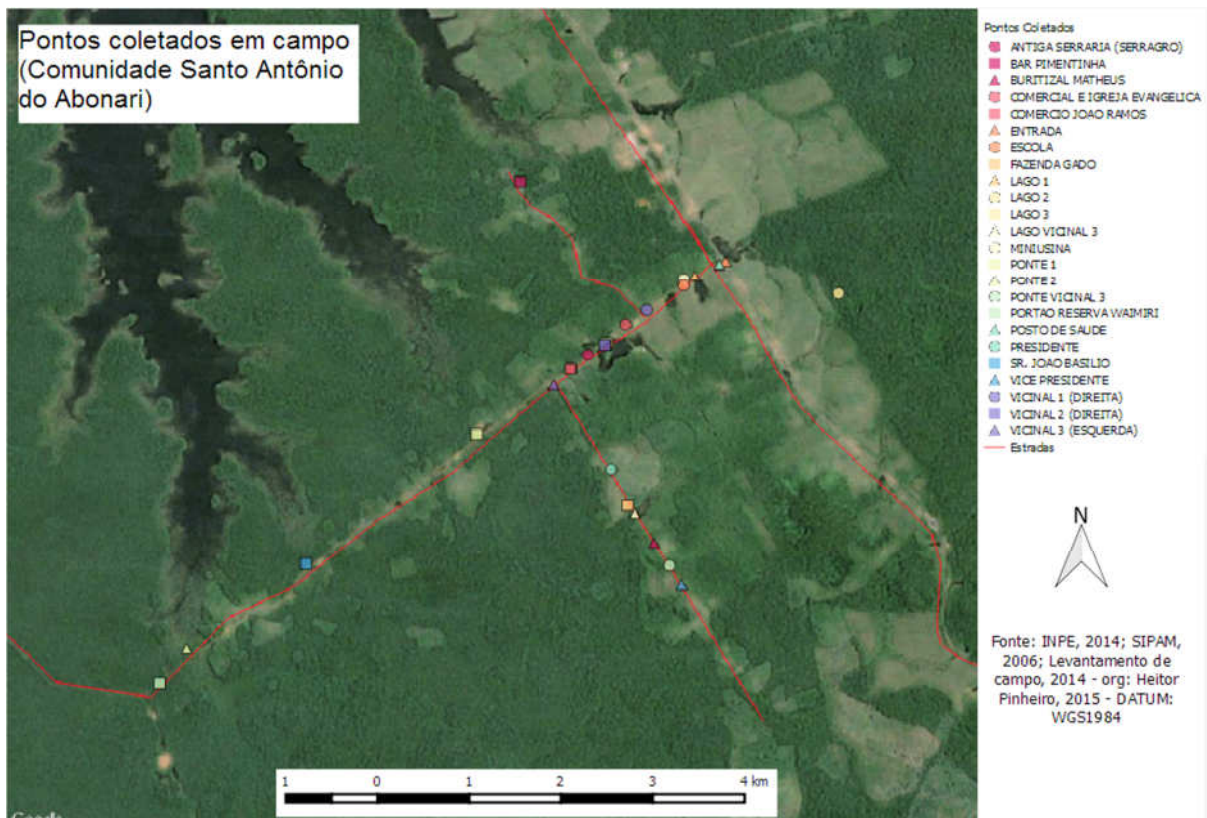 Pontos coletados em campo
(Comunidade Santo Antônio
do Abonari)
Pontos Coletados
ANTIGA SERRARIA (SERRAGRO)
BAR PIMENTINHA
BURITIZAL MATHEUS
COMERCIAL E IGREJA EVANGELICA
COMERCIO JOAO RAMOS
ENTRADA
ESCOLA
FAZENDA GADO
LAGO 1
LAGO 2
LAGO 3
LAGO VICINAL 3
MINIUSINA
PONTE 1
PONTE 2
PONTE VICINAL 3
PORTAO RESERVA WAIMIRI
POSTO DE SAUDE
PRESIDENTE
SR. JOAO BASILIO
VICE PRESIDENTE
VICINAL 1 (DIREITA)
VICINAL 2 (DIREITA)
VICINAL 3 (ESQUERDA)
Estradas
N
Fonte: INPE, 2014; SIPAM,
2006; Levantamento de
campo, 2014 - org: Heitor
Pinheiro, 2015 - DATUM:
WGS1984
1 0 1 2 3 4 km